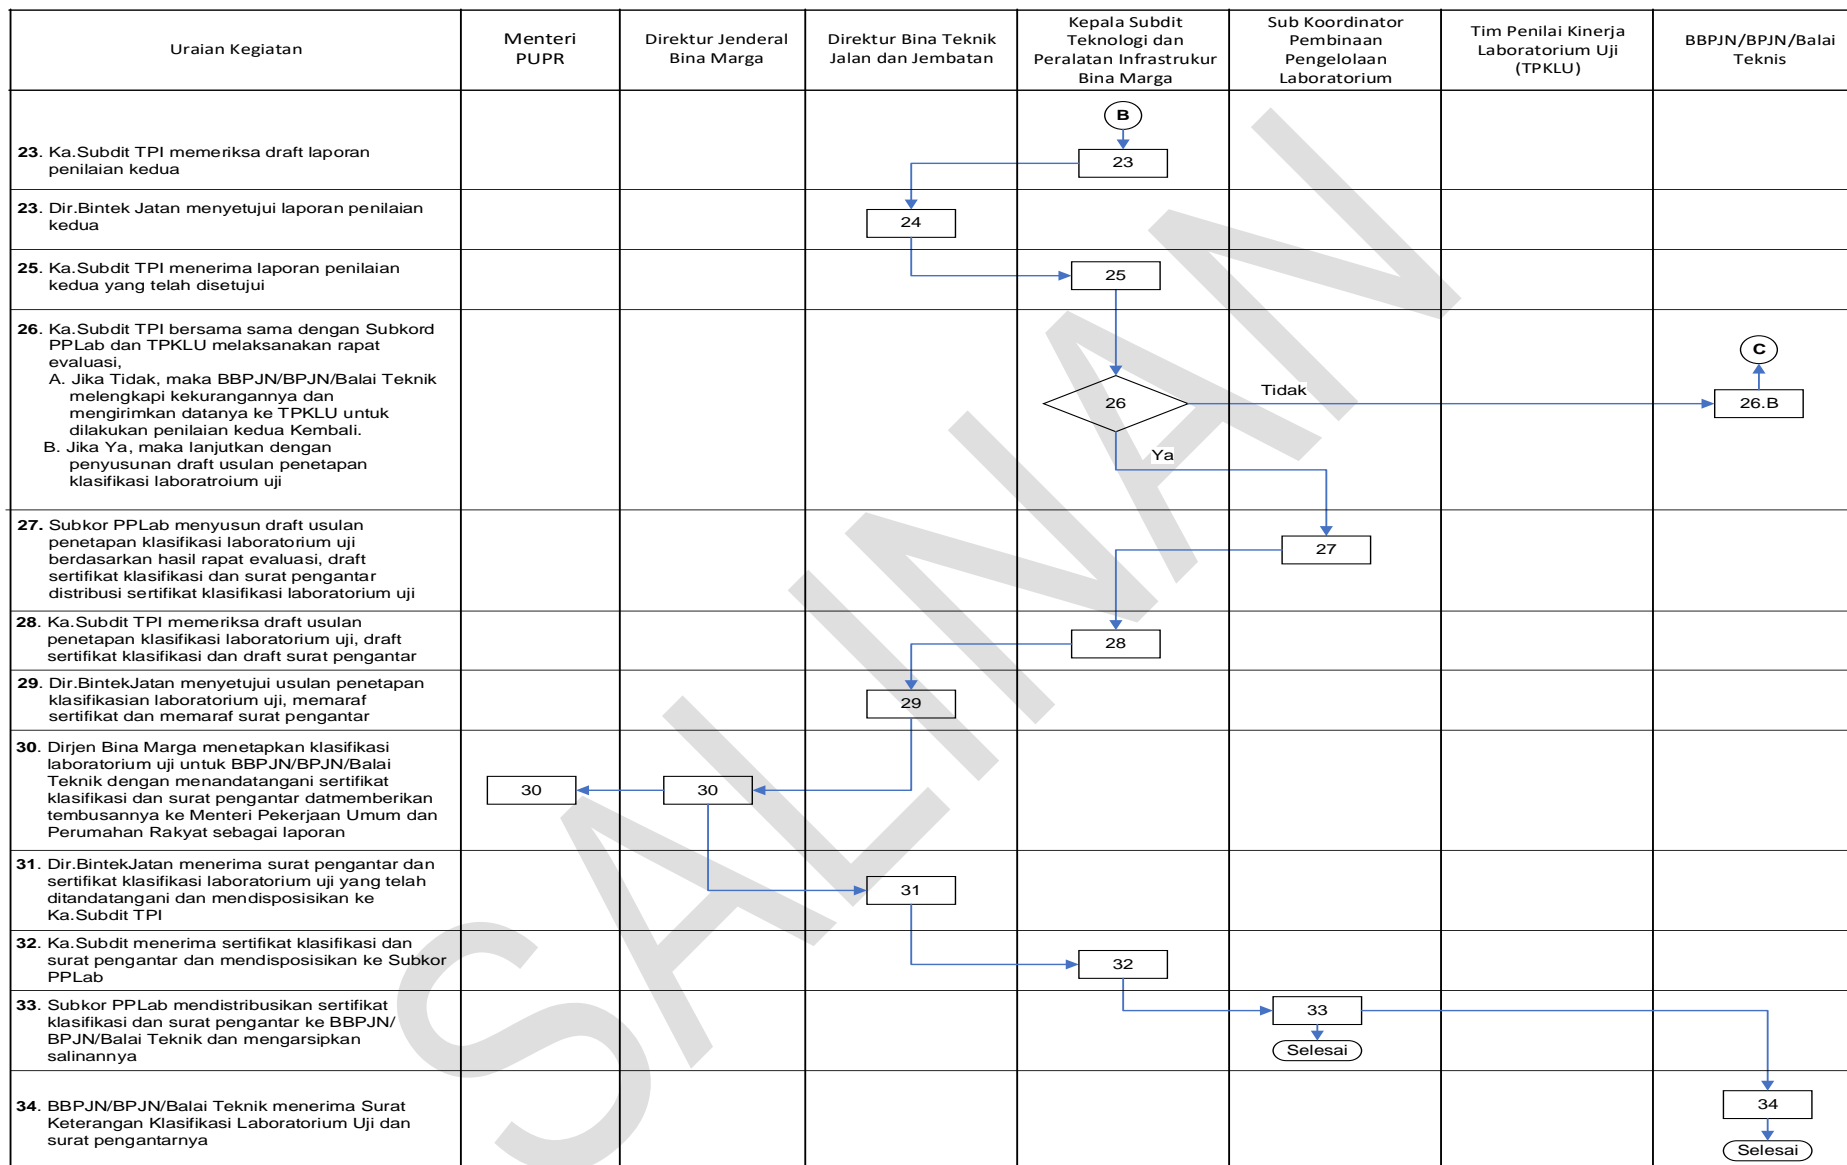 Uraian Kegiatan
Menteri
PUPR
Direktur Jenderal
Bina Marga
Direktur Bina Teknik
Jalan dan Jembatan
Kepala Subdit
Teknologi dan
Peralatan Infrastrukur
Bina Marga
Sub Koordinator
Pembinaan
Pengelolaan
Laboratorium
Tim Penilai Kinerja
Laboratorium Uji
(TPKLU)
BBPJN/BPJN/Balai
Teknis
B
23. Ka.Subdit TPI memeriksa draft laporan
penilaian kedua
23
23. Dir.Bintek Jatan menyetujui laporan penilaian
kedua
24
25. Ka.Subdit TPI menerima laporan penilaian
kedua yang telah disetujui
25
26. Ka.Subdit TPI bersama sama dengan Subkord
PPLab dan TPKLU melaksanakan rapat
evaluasi,
A. Jika Tidak, maka BBPJN/BPJN/Balai Teknik
melengkapi kekurangannya dan
mengirimkan datanya ke TPKLU untuk
dilakukan penilaian kedua Kembali.
B. Jika Ya, maka lanjutkan dengan
penyusunan draft usulan penetapan
klasifikasi laboratroium uji
26
Tidak
Ya
C
26.B
27. Subkor PPLab menyusun draft usulan
penetapan klasifikasi laboratorium uji
berdasarkan hasil rapat evaluasi, draft
sertifikat klasifikasi dan surat pengantar
distribusi sertifikat klasifikasi laboratorium uji
27
28. Ka.Subdit TPI memeriksa draft usulan
penetapan klasifikasi laboratorium uji, draft
sertifikat klasifikasi dan draft surat pengantar
28
29. Dir.BintekJatan menyetujui usulan penetapan
klasifikasian laboratorium uji, memaraf
sertifikat dan memaraf surat pengantar
29
30. Dirjen Bina Marga menetapkan klasifikasi
laboratorium uji untuk BBPJN/BPJN/Balai
Teknik dengan menandatangani sertifikat
klasifikasi dan surat pengantar datmemberikan
tembusannya ke Menteri Pekerjaan Umum dan
Perumahan Rakyat sebagai laporan
30
30
31. Dir.BintekJatan menerima surat pengantar dan
sertifikat klasifikasi laboratorium uji yang telah
ditandatangani dan mendisposisikan ke
Ka.Subdit TPI
31
32. Ka.Subdit menerima sertifikat klasifikasi dan
surat pengantar dan mendisposisikan ke Subkor
PPLab
32
33. Subkor PPLab mendistribusikan sertifikat
klasifikasi dan surat pengantar ke BBPJN/
BPJN/Balai Teknik dan mengarsipkan
salinannya
33
Selesai
34. BBPJN/BPJN/Balai Teknik menerima Surat
Keterangan Klasifikasi Laboratorium Uji dan
surat pengantarnya
34
Selesai
SALINAN